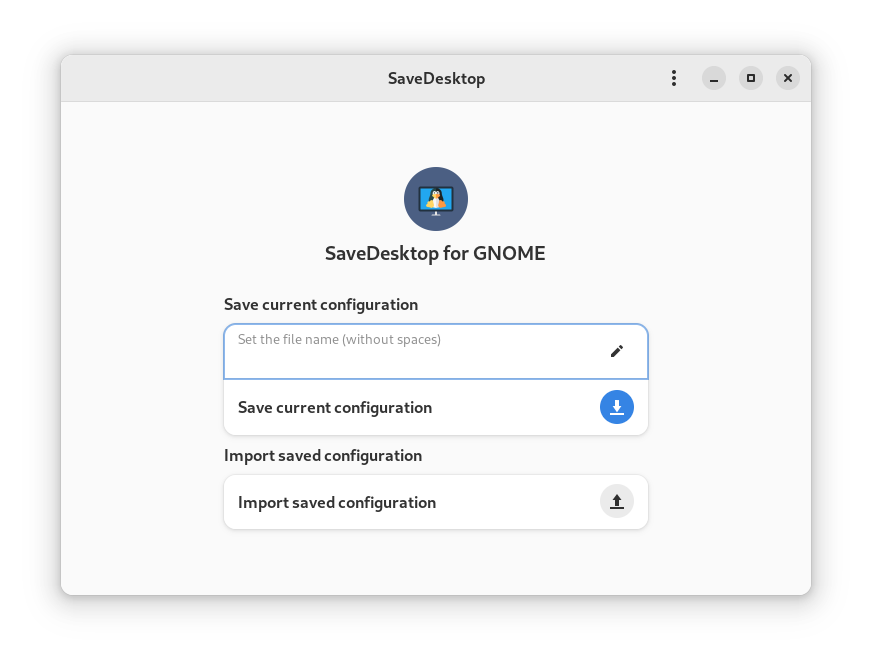 SaveDesktop
SaveDesktop for GNOME
Save current configuration
Set the file name (without spaces)
Save current configuration
Import saved configuration
Import saved configuration